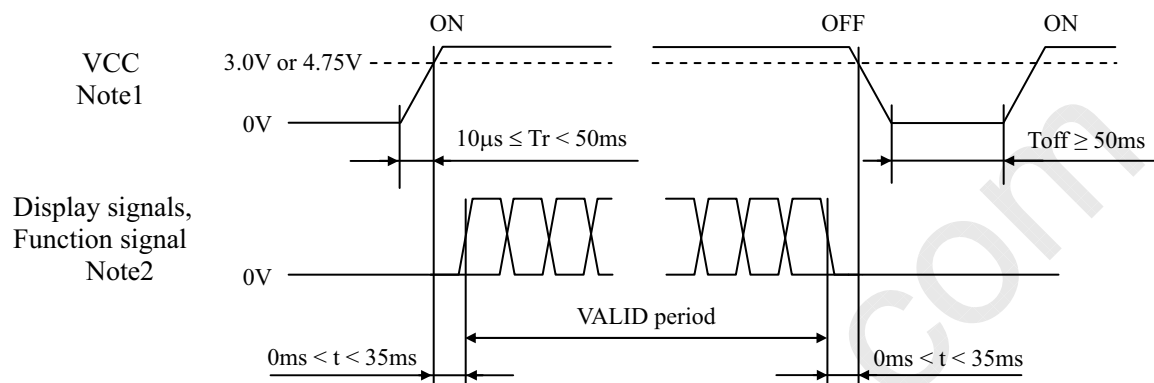 ON OFF ON
VCC
Note1
3.0V or 4.75V
0V
10µs ≤ Tr < 50ms
Toff ≥ 50ms
Display signals,
Function signal
Note2
0V
VALID period
0ms < t < 35ms
0ms < t < 35ms
com